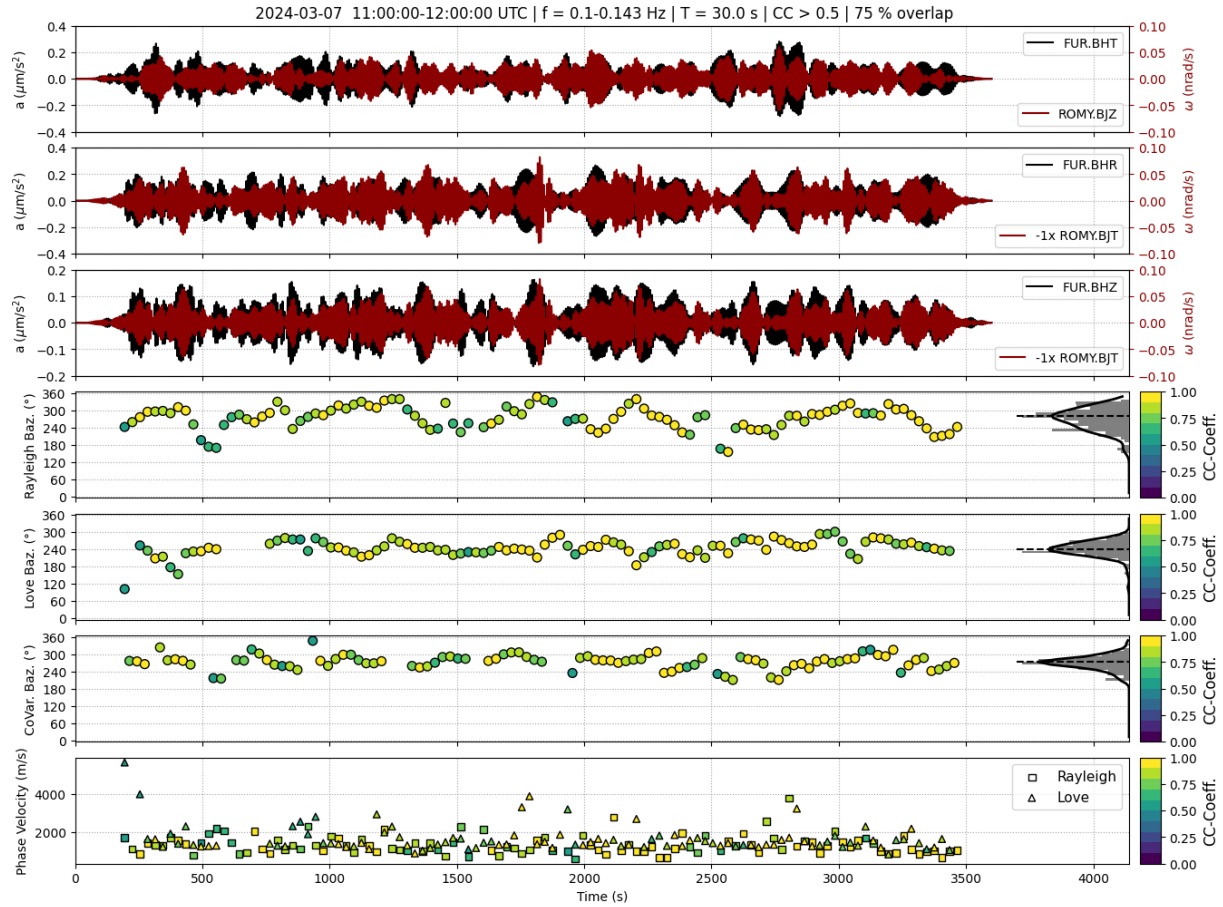 2024-03-07 11:00:00-12:00:00 UTC | f = 0.1-0.143 Hz | T = 30.0 s | CC > 0.5 | 75 % overlap
a (μm/s²)
0.4
0.2
0.0
−0.2
−0.4
FUR.BHT
ROMY.BJZ
0.10
0.05
0.00
−0.05
−0.10
ω (nrad/s)
a (μm/s²)
0.4
0.2
0.0
−0.2
−0.4
FUR.BHR
-1x ROMY.BJT
0.10
0.05
0.00
−0.05
−0.10
ω (nrad/s)
a (μm/s²)
0.2
0.1
0.0
−0.1
−0.2
FUR.BHZ
-1x ROMY.BJT
0.10
0.05
0.00
−0.05
−0.10
ω (nrad/s)
Rayleigh Baz. (°)
360
300
240
180
120
60
0
1.00
0.75
0.50
0.25
0.00
CC-Coeff.
Love Baz. (°)
360
300
240
180
120
60
0
1.00
0.75
0.50
0.25
0.00
CC-Coeff.
CoVar. Baz. (°)
360
300
240
180
120
60
0
1.00
0.75
0.50
0.25
0.00
CC-Coeff.
Phase Velocity (m/s)
4000
2000
Rayleigh
Love
1.00
0.75
0.50
0.25
0.00
CC-Coeff.
0 500 1000 1500 2000 2500 3000 3500 4000
Time (s)